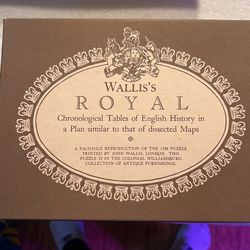 WALLIS'S
ROYAL
Chronological Tables of English History in
a Plan similar to that of dissected Maps
A FACSIMILE REPRODUCTION OF THE 1788 PUZZLE
PRINTED BY JOHN WALLIS, LONDON. THIS
PUZZLE IS IN THE COLONIAL WILLIAMSBURG
COLLECTION OF ANTIQUE FURNISHINGS.